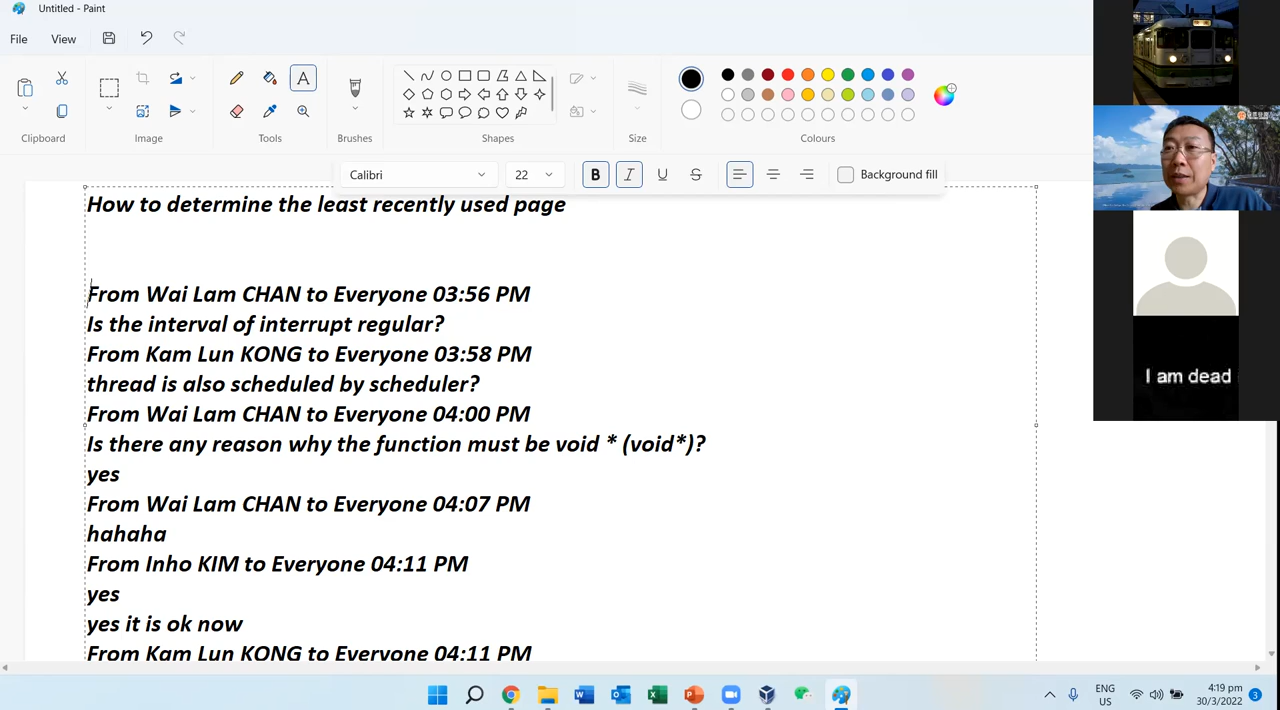 Untitled - Paint
File
View
Clipboard
Image
Tools
Brushes
Shapes
Size
Colours
Calibri
22
B
I
U
S
Background fill
How to determine the least recently used page
From Wai Lam CHAN to Everyone 03:56 PM
Is the interval of interrupt regular?
From Kam Lun KONG to Everyone 03:58 PM
thread is also scheduled by scheduler?
From Wai Lam CHAN to Everyone 04:00 PM
Is there any reason why the function must be void * (void*)?
yes
From Wai Lam CHAN to Everyone 04:07 PM
hahaha
From Inho KIM to Everyone 04:11 PM
yes
yes it is ok now
From Kam Lun KONG to Everyone 04:11 PM
I am dead
ENG
US
4:19 pm
30/3/2022
3